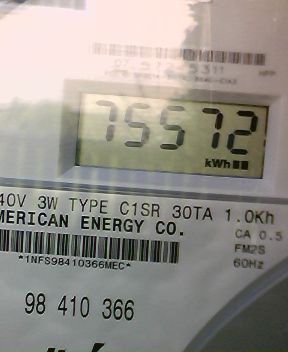 75572
kWh
40V 3W TYPE C1SR 30TA 1.0Kh
MERICAN ENERGY CO.
CA 0.5
FM2S
60Hz
*1NFS98410366MEC*
98 410 366